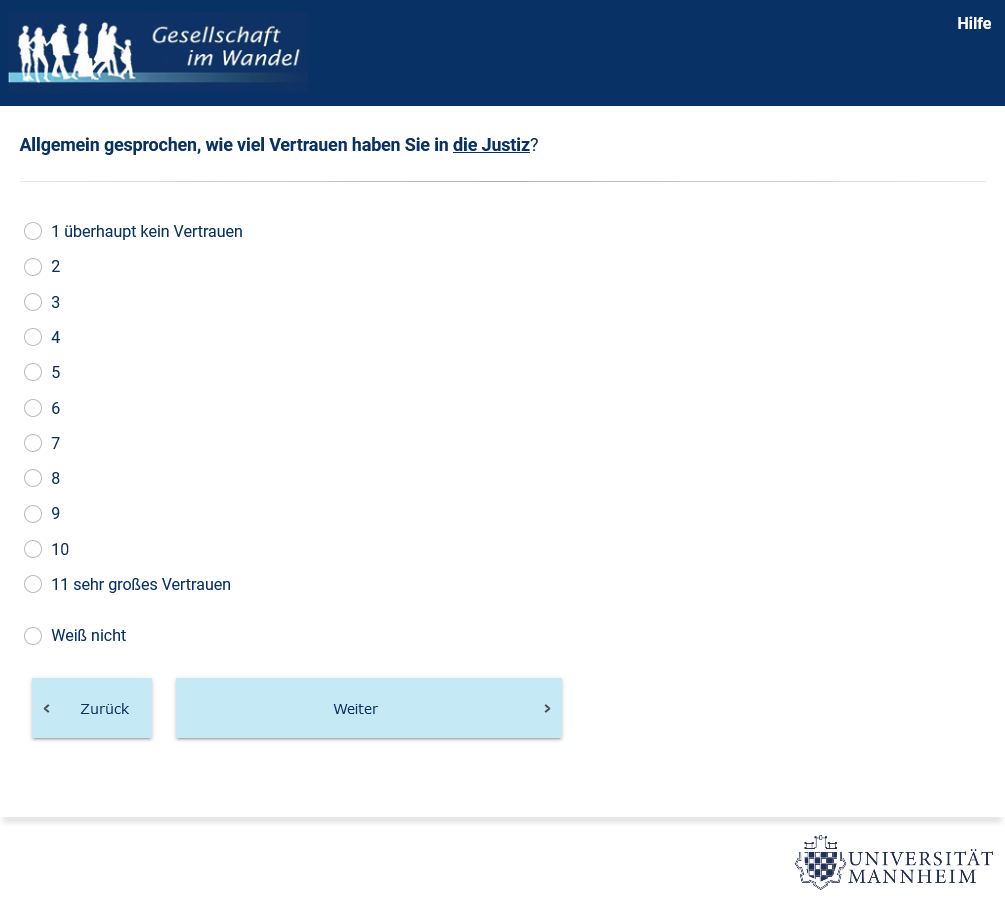 Gesellschaft
im Wandel
Hilfe
Allgemein gesprochen, wie viel Vertrauen haben Sie in die Justiz?
1 überhaupt kein Vertrauen
2
3
4
5
6
7
8
9
10
11 sehr großes Vertrauen
Weiß nicht
Zurück
Weiter
UNIVERSITÄT
MANNHEIM